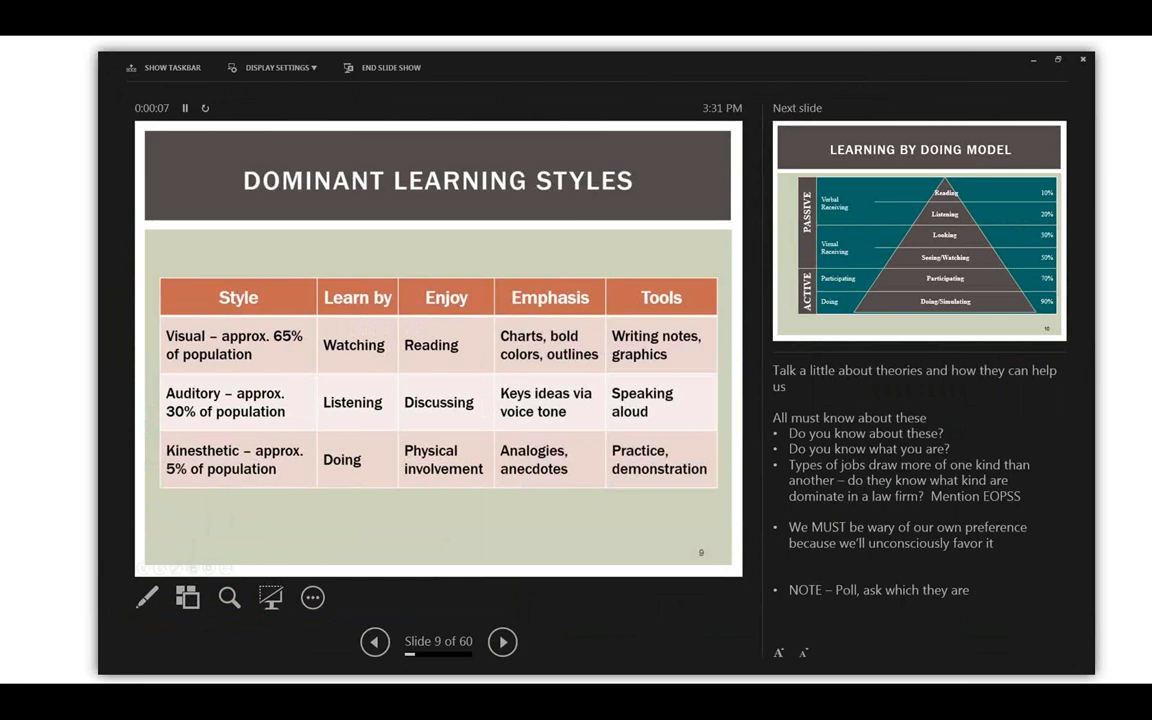 SHOW TASKBAR
DISPLAY SETTINGS ▼
END SLIDE SHOW
0:00:07
3:31 PM
DOMINANT LEARNING STYLES
Style Learn by Enjoy Emphasis Tools
Visual – approx. 65%
of population
Watching
Reading
Charts, bold
colors, outlines
Writing notes,
graphics
Auditory – approx.
30% of population
Listening
Discussing
Keys ideas via
voice tone
Speaking
aloud
Kinesthetic – approx.
5% of population
Doing
Physical
involvement
Analogies,
anecdotes
Practice,
demonstration
9
Slide 9 of 60
Next slide
LEARNING BY DOING MODEL
PASSIVE
ACTIVE
Verbal
Receiving
Visual
Receiving
Participating
Doing
Reading 10%
Listening 20%
Looking 30%
Seeing/Watching 50%
Participating 70%
Doing/Simulating 90%
10
Talk a little about theories and how they can help
us
All must know about these
• Do you know about these?
• Do you know what you are?
• Types of jobs draw more of one kind than
another – do they know what kind are
dominate in a law firm? Mention EOPSS
• We MUST be wary of our own preference
because we'll unconsciously favor it
• NOTE – Poll, ask which they are
A A